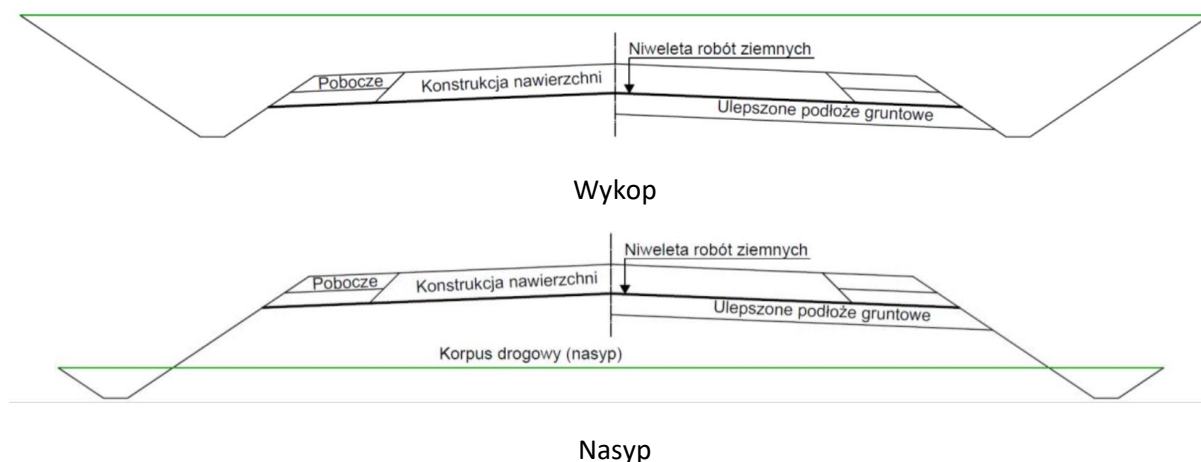 Niweleta robót ziemnych
Pobocze
Konstrukcja nawierzchni
Ulepszone podłoże gruntowe
Wykop
Niweleta robót ziemnych
Pobocze
Konstrukcja nawierzchni
Ulepszone podłoże gruntowe
Korpus drogowy (nasyp)
Nasyp